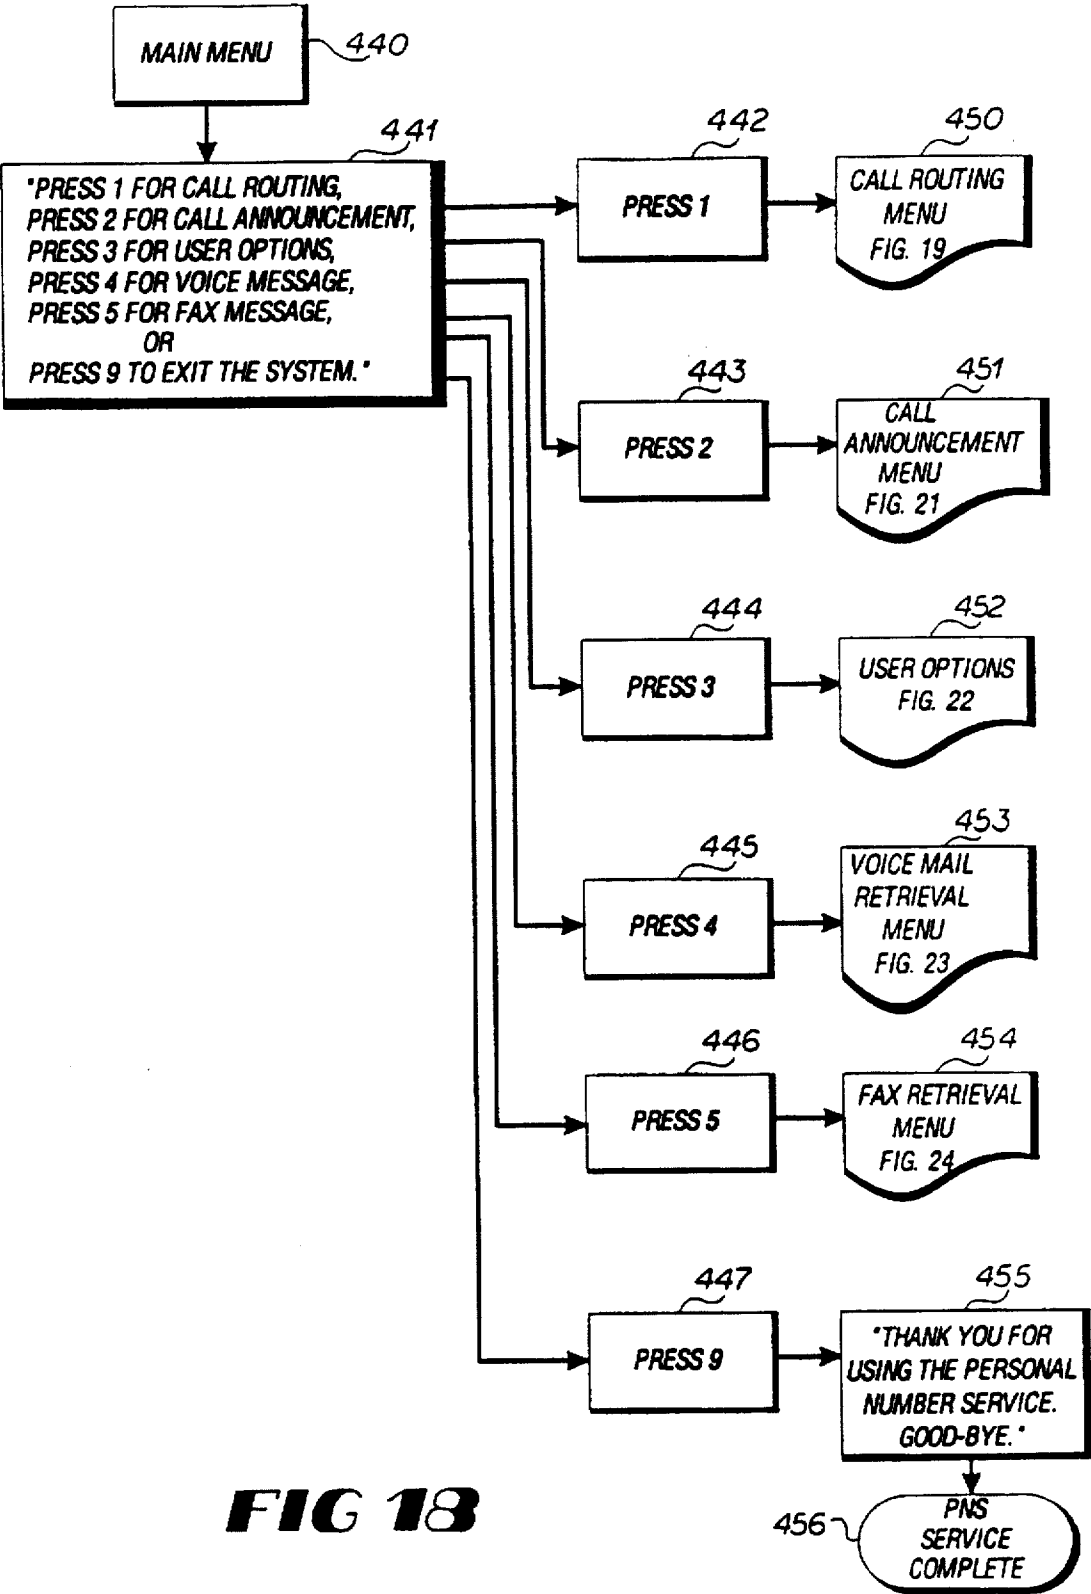 MAIN MENU
440
441
"PRESS 1 FOR CALL ROUTING,
PRESS 2 FOR CALL ANNOUNCEMENT,
PRESS 3 FOR USER OPTIONS,
PRESS 4 FOR VOICE MESSAGE,
PRESS 5 FOR FAX MESSAGE,
OR
PRESS 9 TO EXIT THE SYSTEM."
442
PRESS 1
450
CALL ROUTING
MENU
FIG. 19
443
PRESS 2
451
CALL
ANNOUNCEMENT
MENU
FIG. 21
444
PRESS 3
452
USER OPTIONS
FIG. 22
445
PRESS 4
453
VOICE MAIL
RETRIEVAL
MENU
FIG. 23
446
PRESS 5
454
FAX RETRIEVAL
MENU
FIG. 24
447
PRESS 9
455
"THANK YOU FOR
USING THE PERSONAL
NUMBER SERVICE.
GOOD-BYE."
456
PNS
SERVICE
COMPLETE
FIG 18